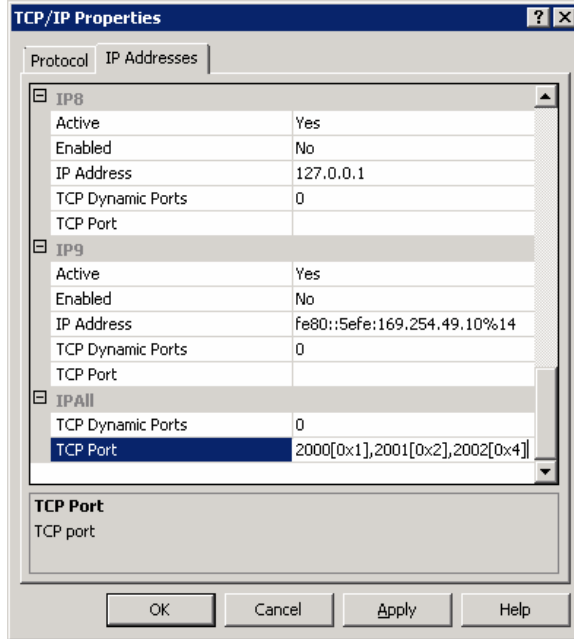 TCP/IP Properties
Protocol IP Addresses
IP8
Active Yes
Enabled No
IP Address 127.0.0.1
TCP Dynamic Ports 0
TCP Port
IP9
Active Yes
Enabled No
IP Address fe80::5efe:169.254.49.10%14
TCP Dynamic Ports 0
TCP Port
IPAll
TCP Dynamic Ports 0
TCP Port 2000[0x1],2001[0x2],2002[0x4]
TCP Port
TCP port
OK Cancel Apply Help